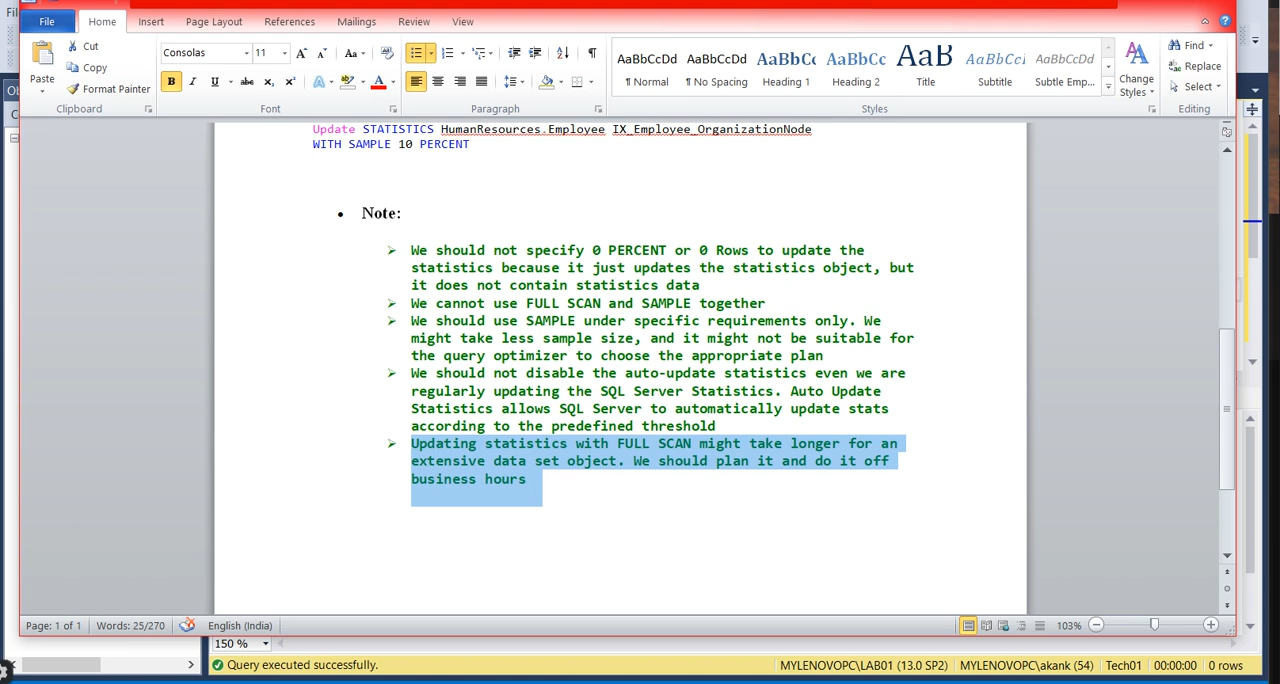 File Home Insert Page Layout References Mailings Review View
Paste
Cut
Copy
Format Painter
Clipboard
Consolas 11
Font
Paragraph
AaBbCcDd AaBbCcDd AaBbC AaBbCc AaB AaBbCcI AaBbCcDd
¶ Normal ¶ No Spacing Heading 1 Heading 2 Title Subtitle Subtle Emp...
Styles
Change
Styles
Find
Replace
Select
Editing
Update STATISTICS HumanResources.Employee IX_Employee_OrganizationNode
WITH SAMPLE 10 PERCENT
• Note:
➢ We should not specify 0 PERCENT or 0 Rows to update the
statistics because it just updates the statistics object, but
it does not contain statistics data
➢ We cannot use FULL SCAN and SAMPLE together
➢ We should use SAMPLE under specific requirements only. We
might take less sample size, and it might not be suitable for
the query optimizer to choose the appropriate plan
➢ We should not disable the auto-update statistics even we are
regularly updating the SQL Server Statistics. Auto Update
Statistics allows SQL Server to automatically update stats
according to the predefined threshold
➢ Updating statistics with FULL SCAN might take longer for an
extensive data set object. We should plan it and do it off
business hours
Page: 1 of 1 Words: 25/270 English (India) 103%
150 %
Query executed successfully. MYLENOVOPC\LAB01 (13.0 SP2) MYLENOVOPC\akank (54) Tech01 00:00:00 0 rows